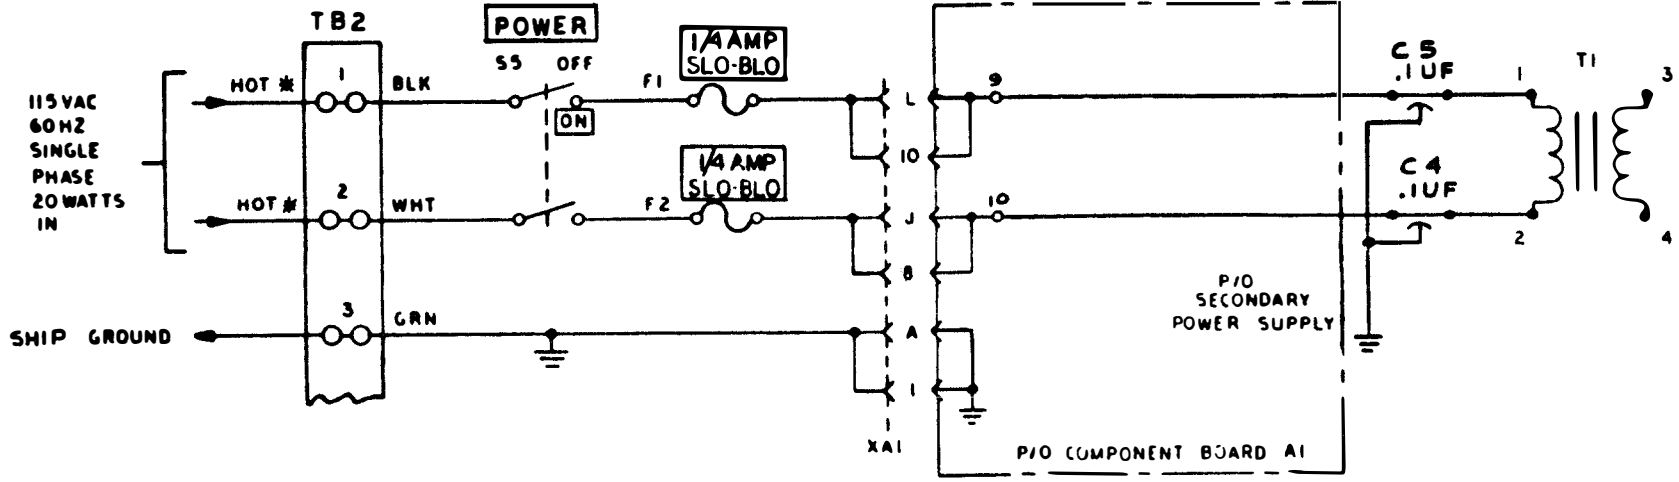 TB2
POWER
S5 OFF
ON
115VAC
60HZ
SINGLE
PHASE
20WATTS
IN
HOT *
1
BLK
F1
1/4 AMP
SLO-BLO
L
9
C5
.1UF
1
T1
3
10
HOT *
2
WHT
F2
1/4 AMP
SLO-BLO
J
10
C4
.1UF
2
4
8
SHIP GROUND
3
GRN
A
1
XA1
P/O
SECONDARY
POWER SUPPLY
P/O COMPONENT BOARD A1